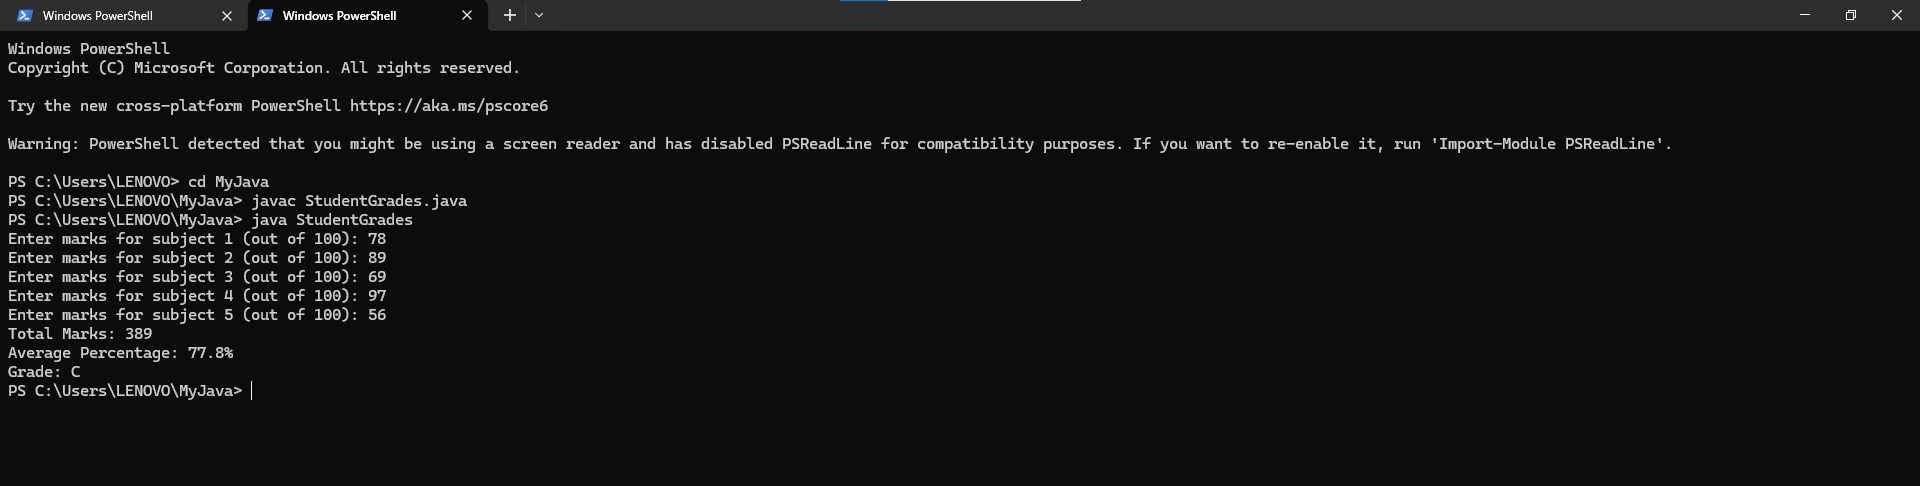 Windows PowerShell
Windows PowerShell
Windows PowerShell
Copyright (C) Microsoft Corporation. All rights reserved.
Try the new cross-platform PowerShell https://aka.ms/pscore6
Warning: PowerShell detected that you might be using a screen reader and has disabled PSReadLine for compatibility purposes. If you want to re-enable it, run 'Import-Module PSReadLine'.
PS C:\Users\LENOVO> cd MyJava
PS C:\Users\LENOVO\MyJava> javac StudentGrades.java
PS C:\Users\LENOVO\MyJava> java StudentGrades
Enter marks for subject 1 (out of 100): 78
Enter marks for subject 2 (out of 100): 89
Enter marks for subject 3 (out of 100): 69
Enter marks for subject 4 (out of 100): 97
Enter marks for subject 5 (out of 100): 56
Total Marks: 389
Average Percentage: 77.8%
Grade: C
PS C:\Users\LENOVO\MyJava>